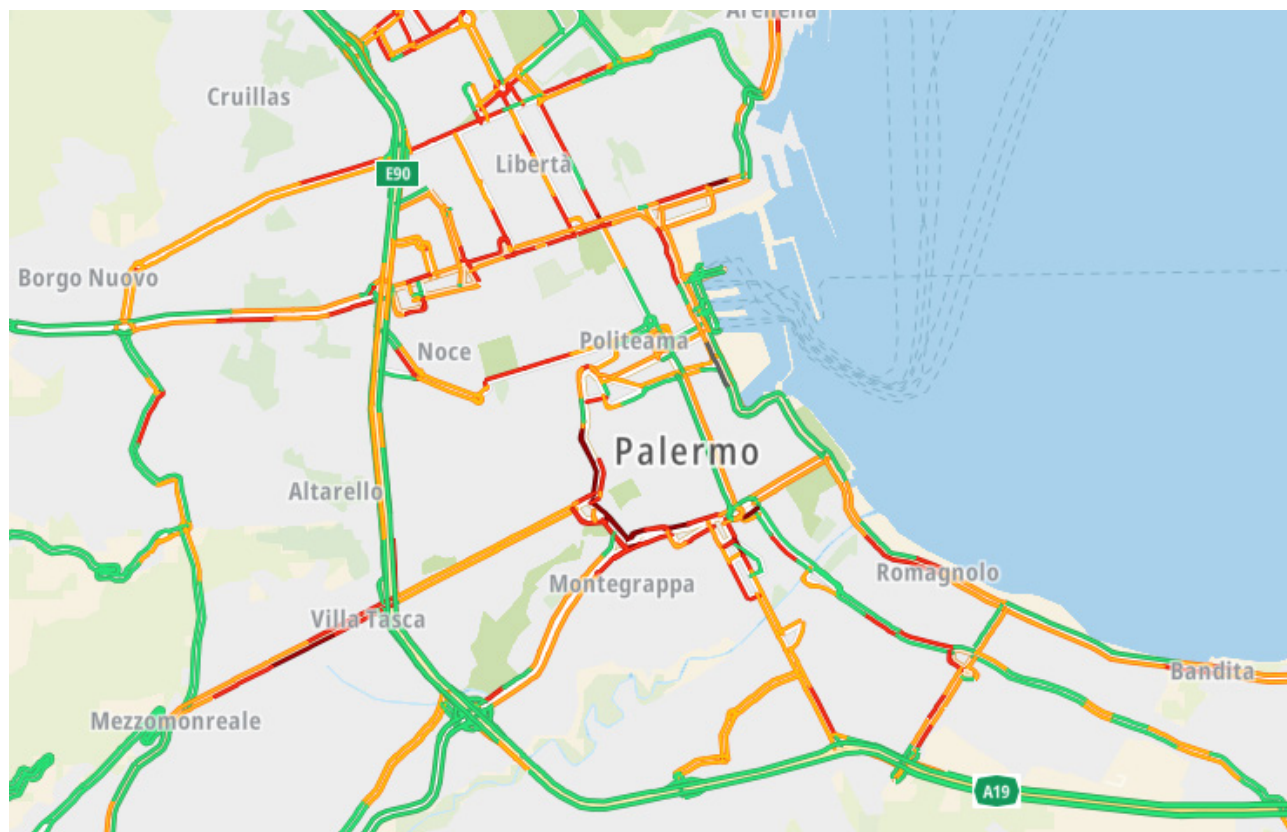 Arenella
Cruillas
Libertà
E90
Borgo Nuovo
Politeama
Noce
Palermo
Altarello
Romagnolo
Montegrappa
Villa Tasca
Bandita
Mezzomonreale
A19